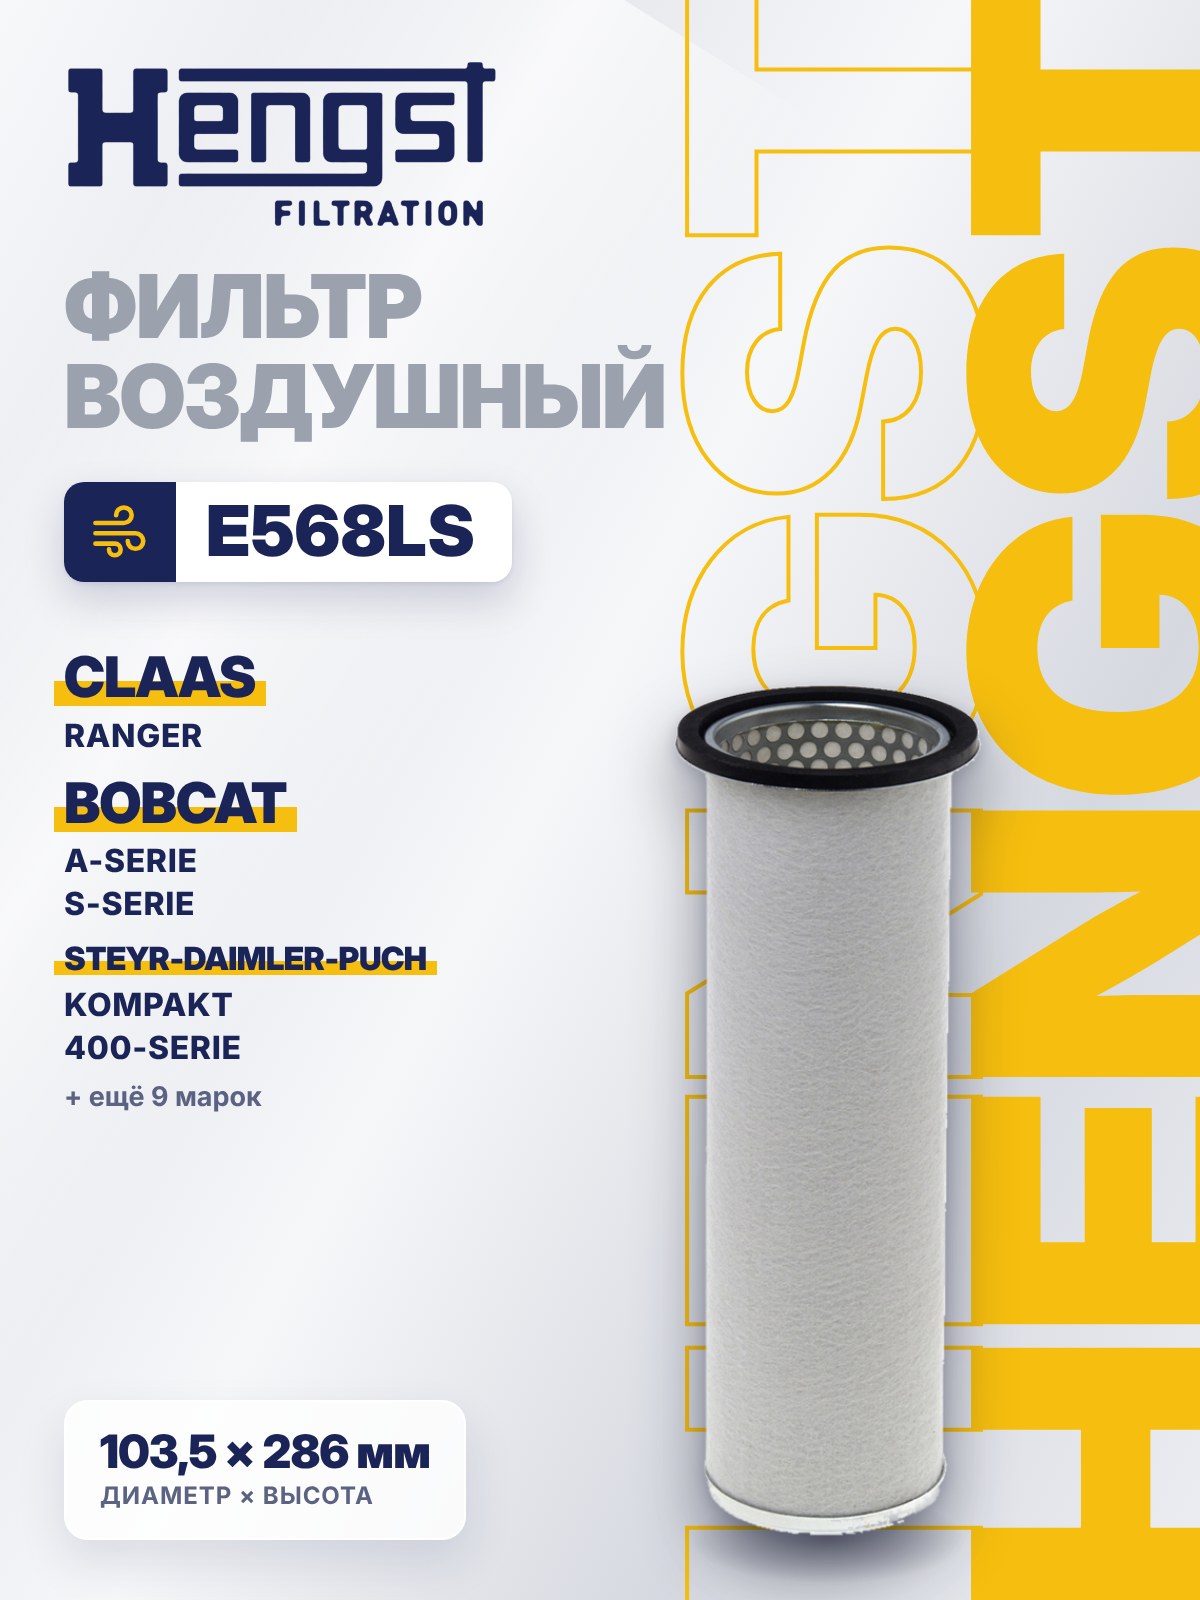 Hengst
FILTRATION
ФИЛЬТР
ВОЗДУШНЫЙ
E568LS
CLAAS
RANGER
BOBCAT
A-SERIE
S-SERIE
STEYR-DAIMLER-PUCH
KOMPAKT
400-SERIE
+ ещё 9 марок
103,5 × 286 мм
ДИАМЕТР × ВЫСОТА
HENGST
HENGST